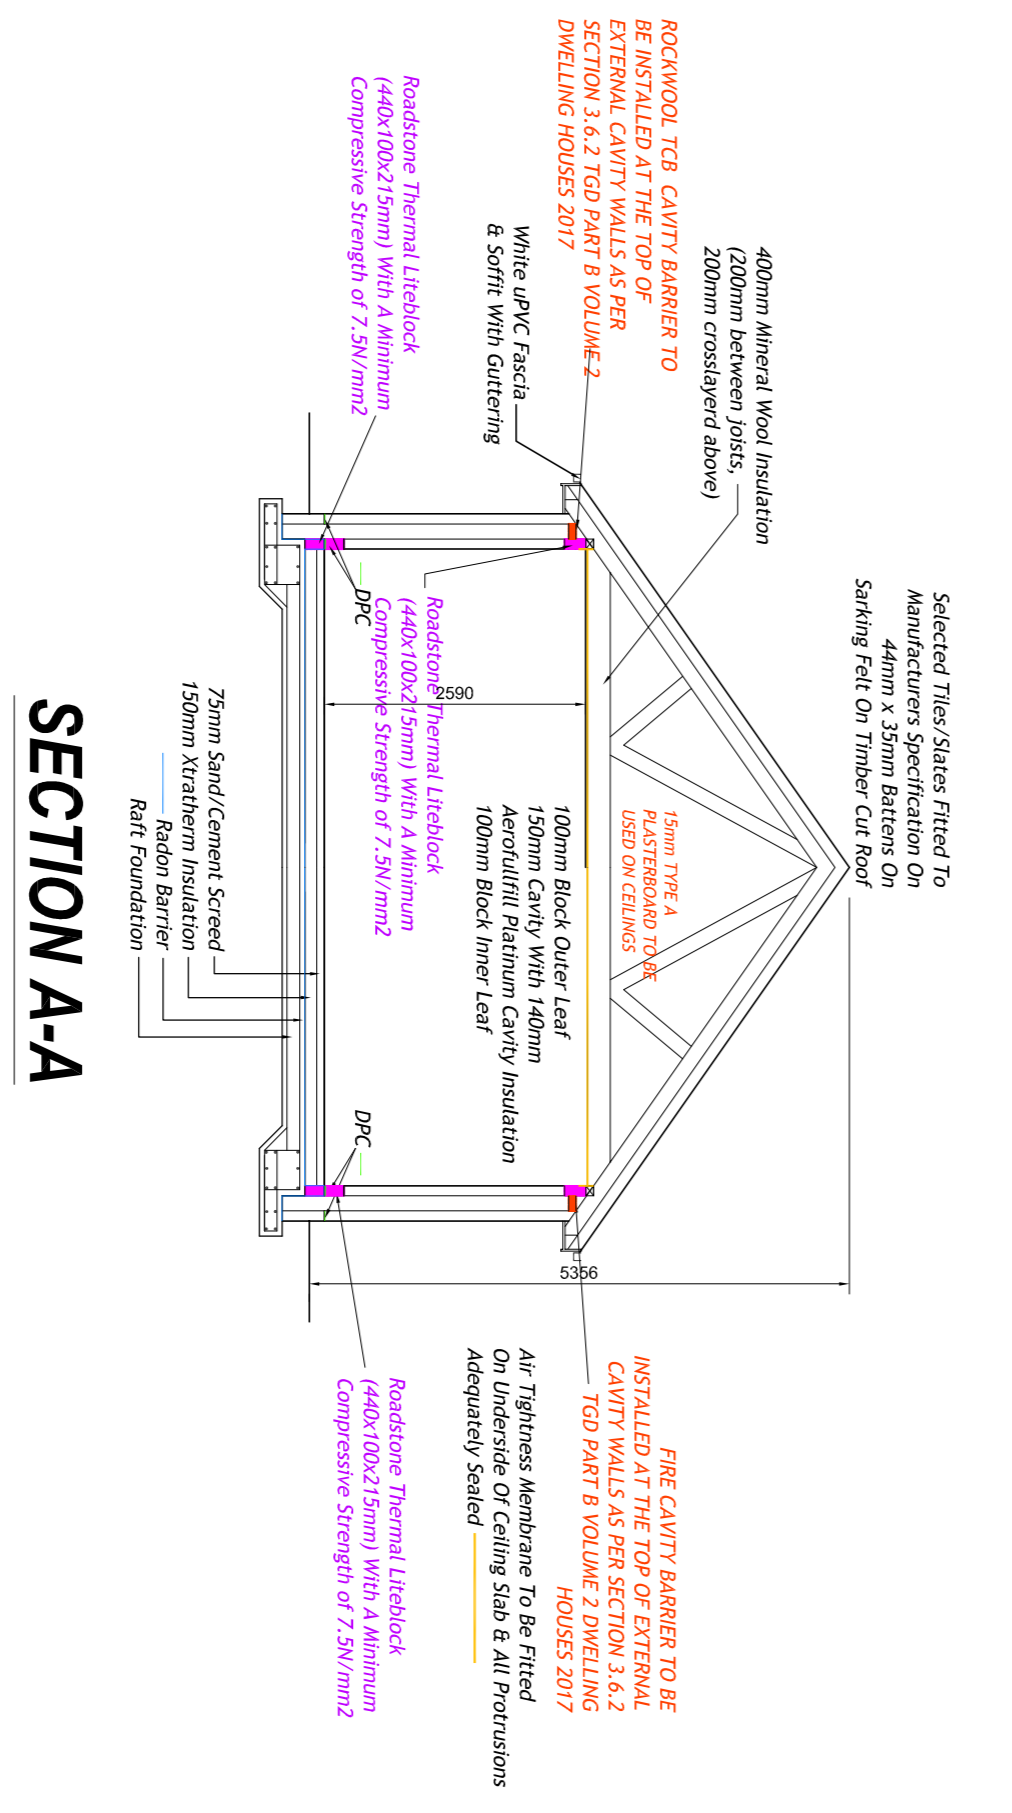 Selected Tiles/Slates Fitted To
Manufacturers Specification On
44mm x 35mm Battens On
Sarking Felt On Timber Cut Roof
400mm Mineral Wool Insulation
(200mm between joists,
200mm crosslayerd above)
ROCKWOOL TCB CAVITY BARRIER TO
BE INSTALLED AT THE TOP OF
EXTERNAL CAVITY WALLS AS PER
SECTION 3.6.2 TGD PART B VOLUME 2
DWELLING HOUSES 2017
White uPVC Fascia
& Soffit With Guttering
Roadstone Thermal Liteblock
(440x100x215mm) With A Minimum
Compressive Strength of 7.5N/mm2
15mm TYPE A
PLASTERBOARD TO BE
USED ON CEILINGS
100mm Block Outer Leaf
150mm Cavity With 140mm
Aerofullfill Platinum Cavity Insulation
100mm Block Inner Leaf
2590
Roadstone Thermal Liteblock
(440x100x215mm) With A Minimum
Compressive Strength of 7.5N/mm2
DPC
DPC
5356
FIRE CAVITY BARRIER TO BE
INSTALLED AT THE TOP OF EXTERNAL
CAVITY WALLS AS PER SECTION 3.6.2
TGD PART B VOLUME 2 DWELLING
HOUSES 2017
Air Tightness Membrane To Be Fitted
On Underside Of Ceiling Slab & All Protrusions
Adequately Sealed
Roadstone Thermal Liteblock
(440x100x215mm) With A Minimum
Compressive Strength of 7.5N/mm2
75mm Sand/Cement Screed
150mm Xtratherm Insulation
Radon Barrier
Raft Foundation
SECTION A-A